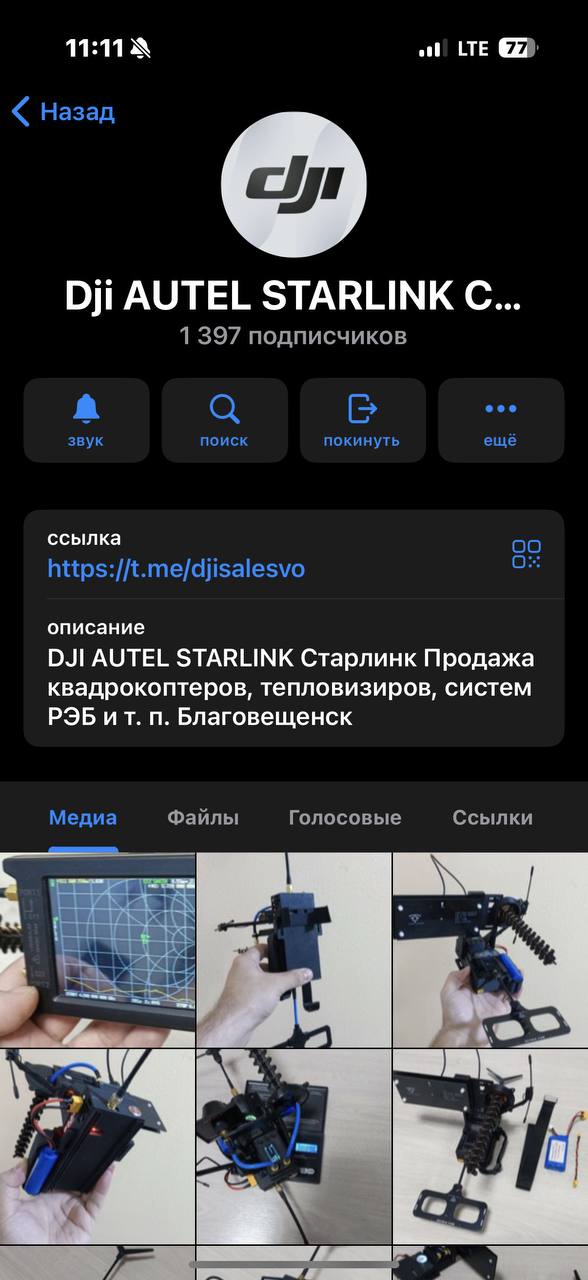 11:11
LTE
77
Назад
dji
Dji AUTEL STARLINK C...
1 397 подписчиков
звук
поиск
покинуть
ещё
ссылка
https://t.me/djisalesvo
описание
DJI AUTEL STARLINK Старлинк Продажа
квадрокоптеров, тепловизиров, систем
РЭБ и т. п. Благовещенск
Медиа
Файлы
Голосовые
Ссылки